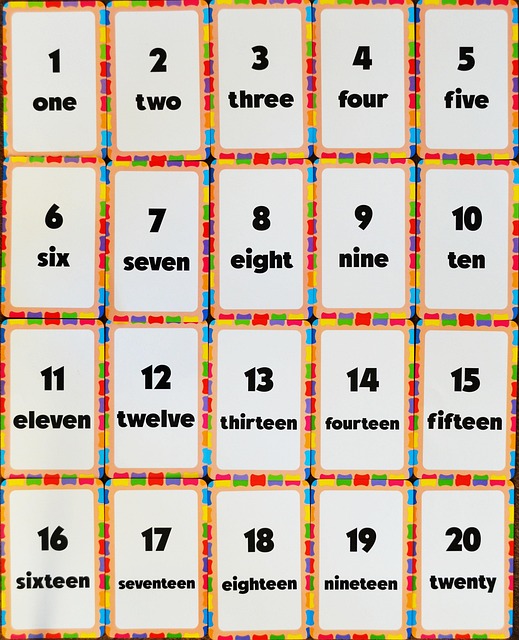 1
one
2
two
3
three
4
four
5
five
6
six
7
seven
8
eight
9
nine
10
ten
11
eleven
12
twelve
13
thirteen
14
fourteen
15
fifteen
16
sixteen
17
seventeen
18
eighteen
19
nineteen
20
twenty